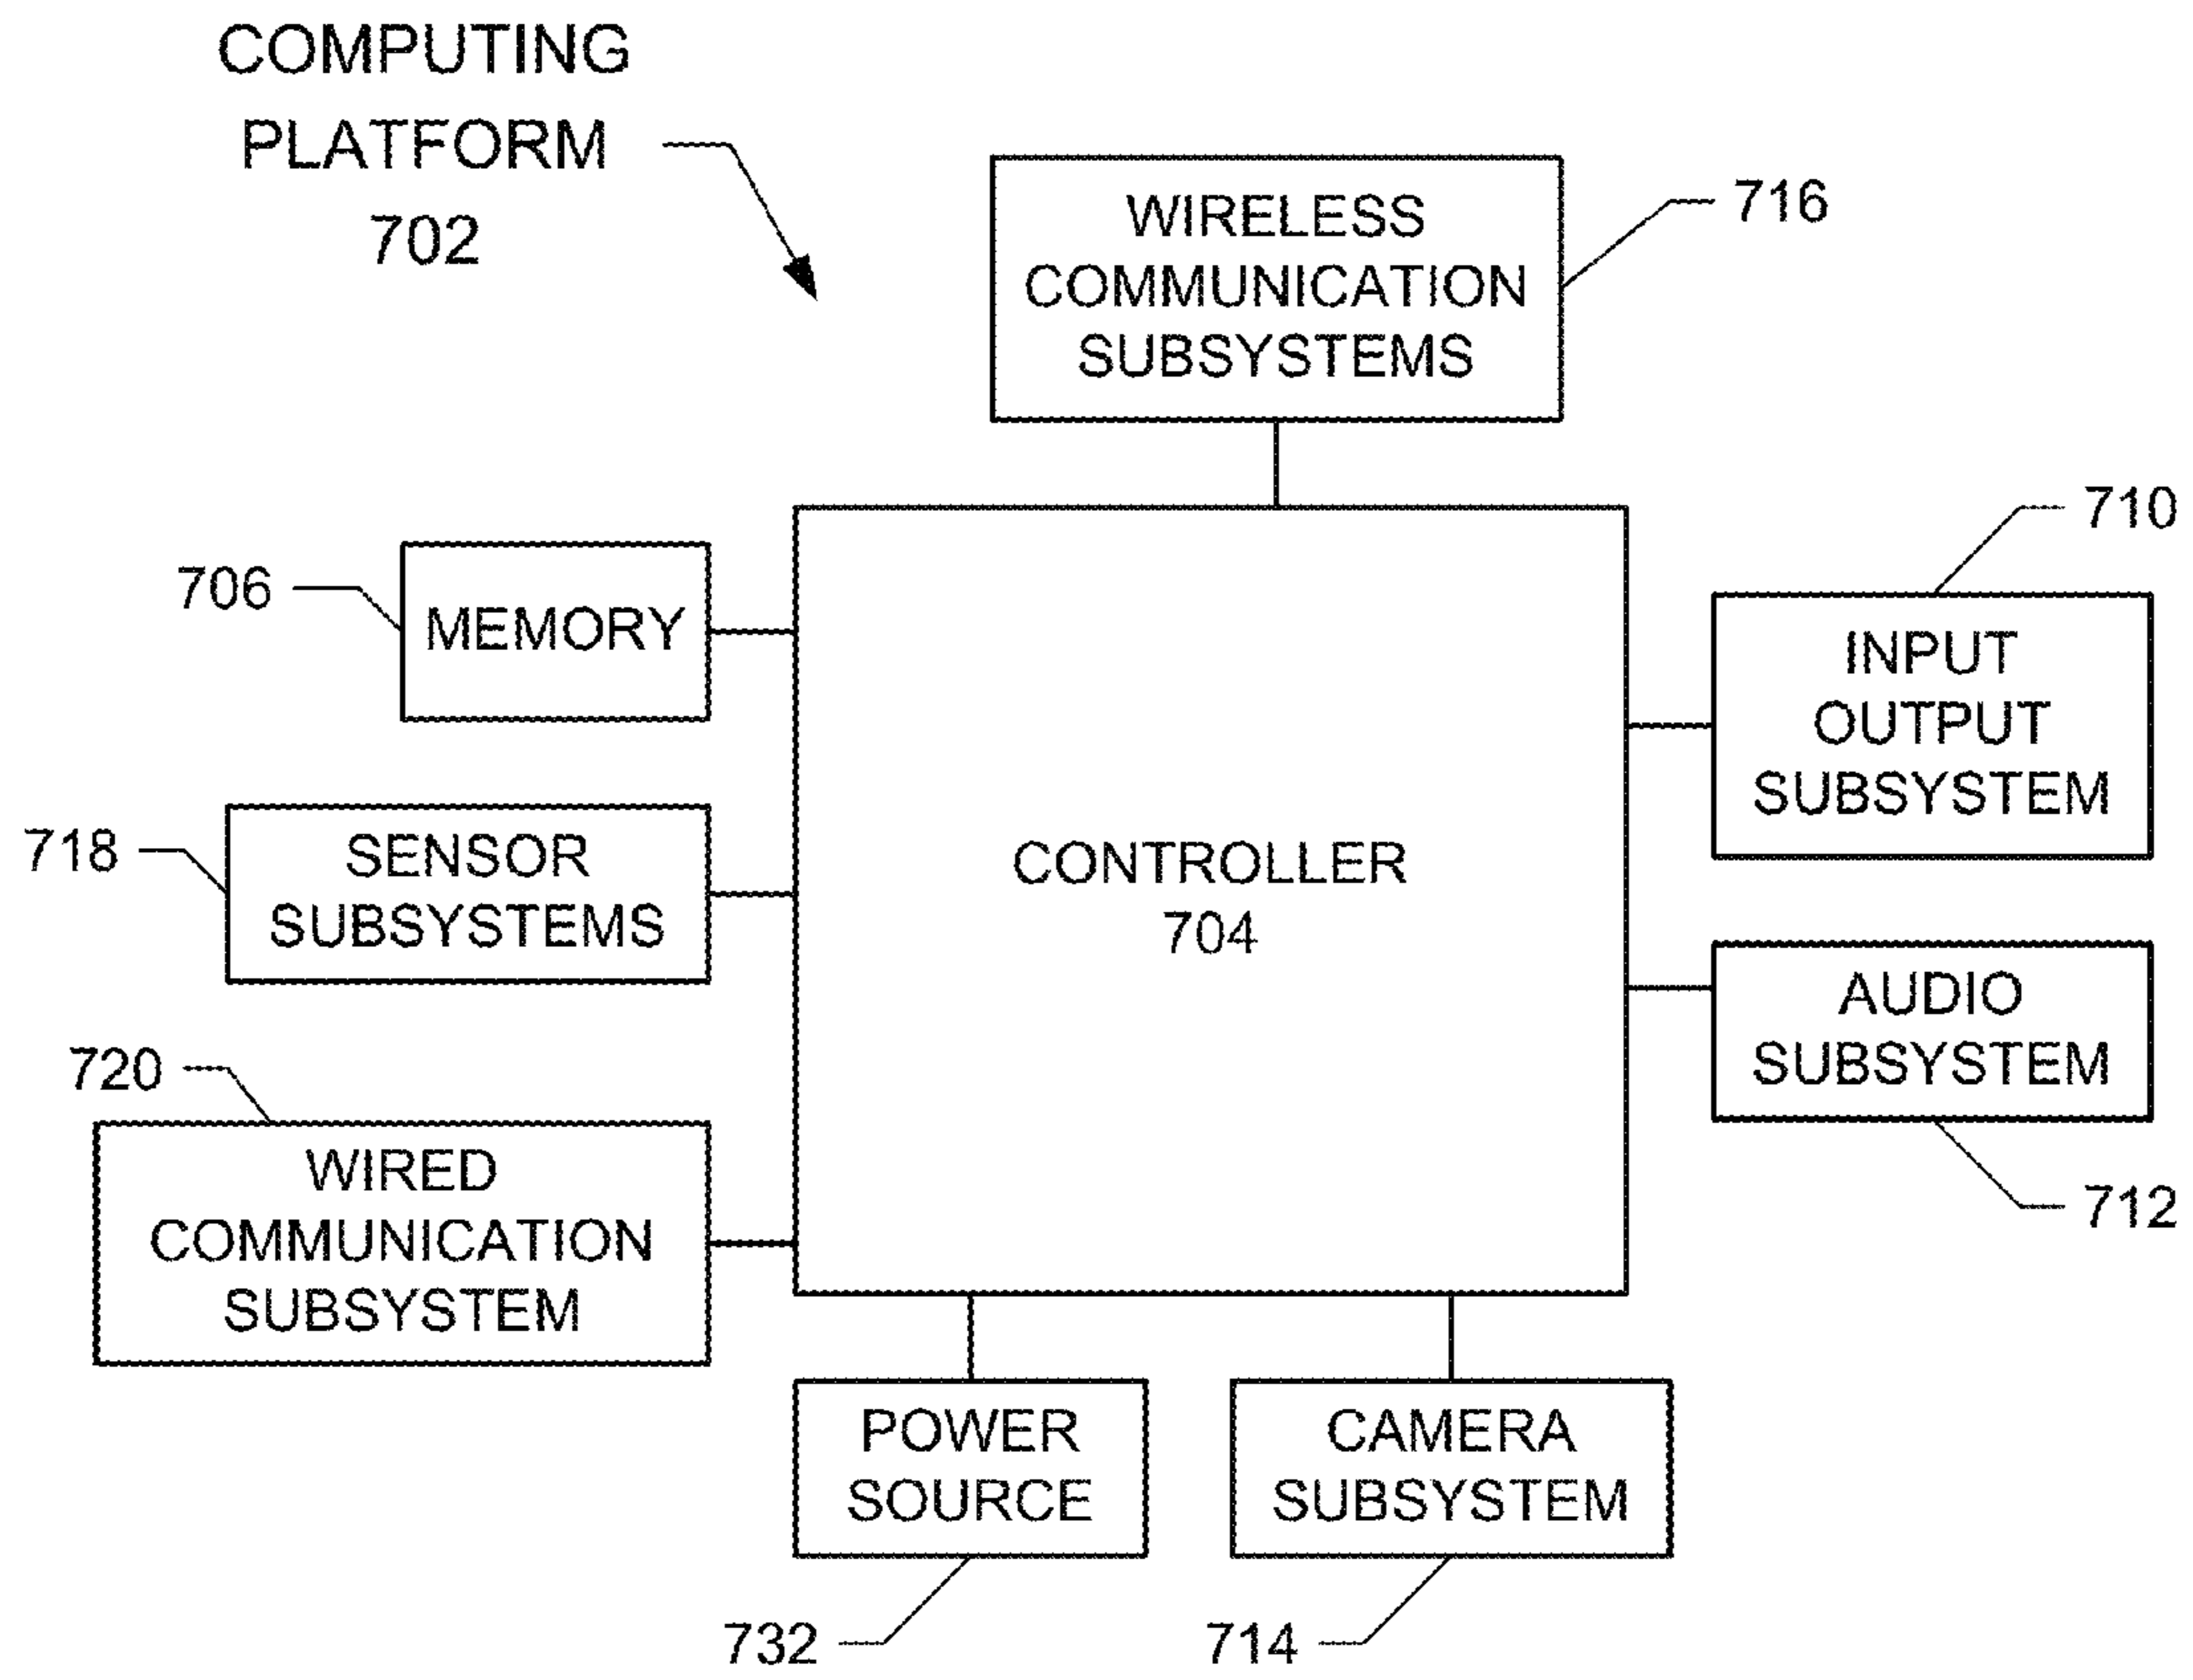 COMPUTING
PLATFORM
702
WIRELESS
COMMUNICATION
SUBSYSTEMS
716
706
MEMORY
710
INPUT
OUTPUT
SUBSYSTEM
718
SENSOR
SUBSYSTEMS
CONTROLLER
704
AUDIO
SUBSYSTEM
712
720
WIRED
COMMUNICATION
SUBSYSTEM
POWER
SOURCE
732
CAMERA
SUBSYSTEM
714